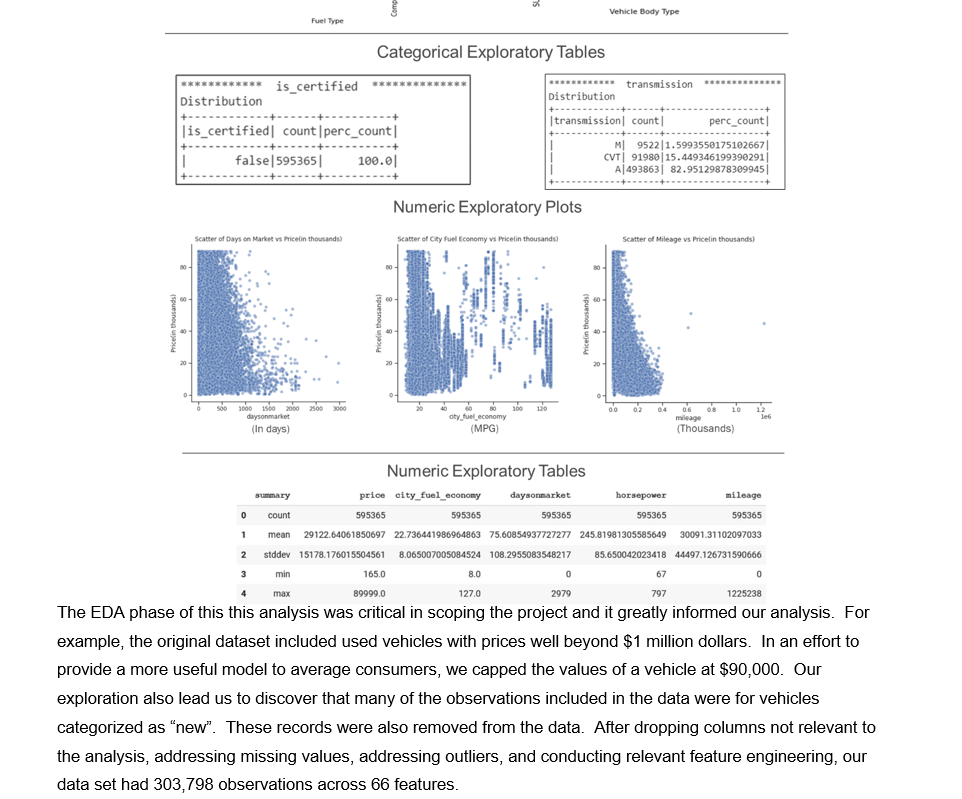 Comp
SU
Fuel Type
Vehicle Body Type
Categorical Exploratory Tables
************ is_certified **************
Distribution
+------------+------+----------+
|is_certified| count|perc_count|
+------------+------+----------+
| false|595365| 100.0|
+------------+------+----------+
************ transmission **************
Distribution
+------------+------+------------------+
|transmission| count| perc_count|
+------------+------+------------------+
| M| 9522|1.5993550175102667|
| CVT| 91980|15.449346199390291|
| A|493863| 82.95129878309945|
+------------+------+------------------+
Numeric Exploratory Plots
Scatter of Days on Market vs Price(in thousands)
Price(in thousands)
80
60
40
20
0
0 500 1000 1500 2000 2500 3000
daysonmarket
(In days)
Scatter of City Fuel Economy vs Price(in thousands)
Price(in thousands)
80
60
40
20
0
20 40 60 80 100 120
city_fuel_economy
(MPG)
Scatter of Mileage vs Price(in thousands)
Price(in thousands)
80
60
40
20
0
0.0 0.2 0.4 0.6 0.8 1.0 1.2
1e6
mileage
(Thousands)
Numeric Exploratory Tables
summary price city_fuel_economy daysonmarket horsepower mileage
0 count 595365 595365 595365 595365 595365
1 mean 29122.64061850697 22.736441986964863 75.60854937727277 245.81981305585649 30091.31102097033
2 stddev 15178.176015504561 8.065007005084524 108.2955083548217 85.650042023418 44497.126731590666
3 min 165.0 8.0 0 67 0
4 max 89999.0 127.0 2979 797 1225238
The EDA phase of this this analysis was critical in scoping the project and it greatly informed our analysis. For
example, the original dataset included used vehicles with prices well beyond $1 million dollars. In an effort to
provide a more useful model to average consumers, we capped the values of a vehicle at $90,000. Our
exploration also lead us to discover that many of the observations included in the data were for vehicles
categorized as “new”. These records were also removed from the data. After dropping columns not relevant to
the analysis, addressing missing values, addressing outliers, and conducting relevant feature engineering, our
data set had 303,798 observations across 66 features.